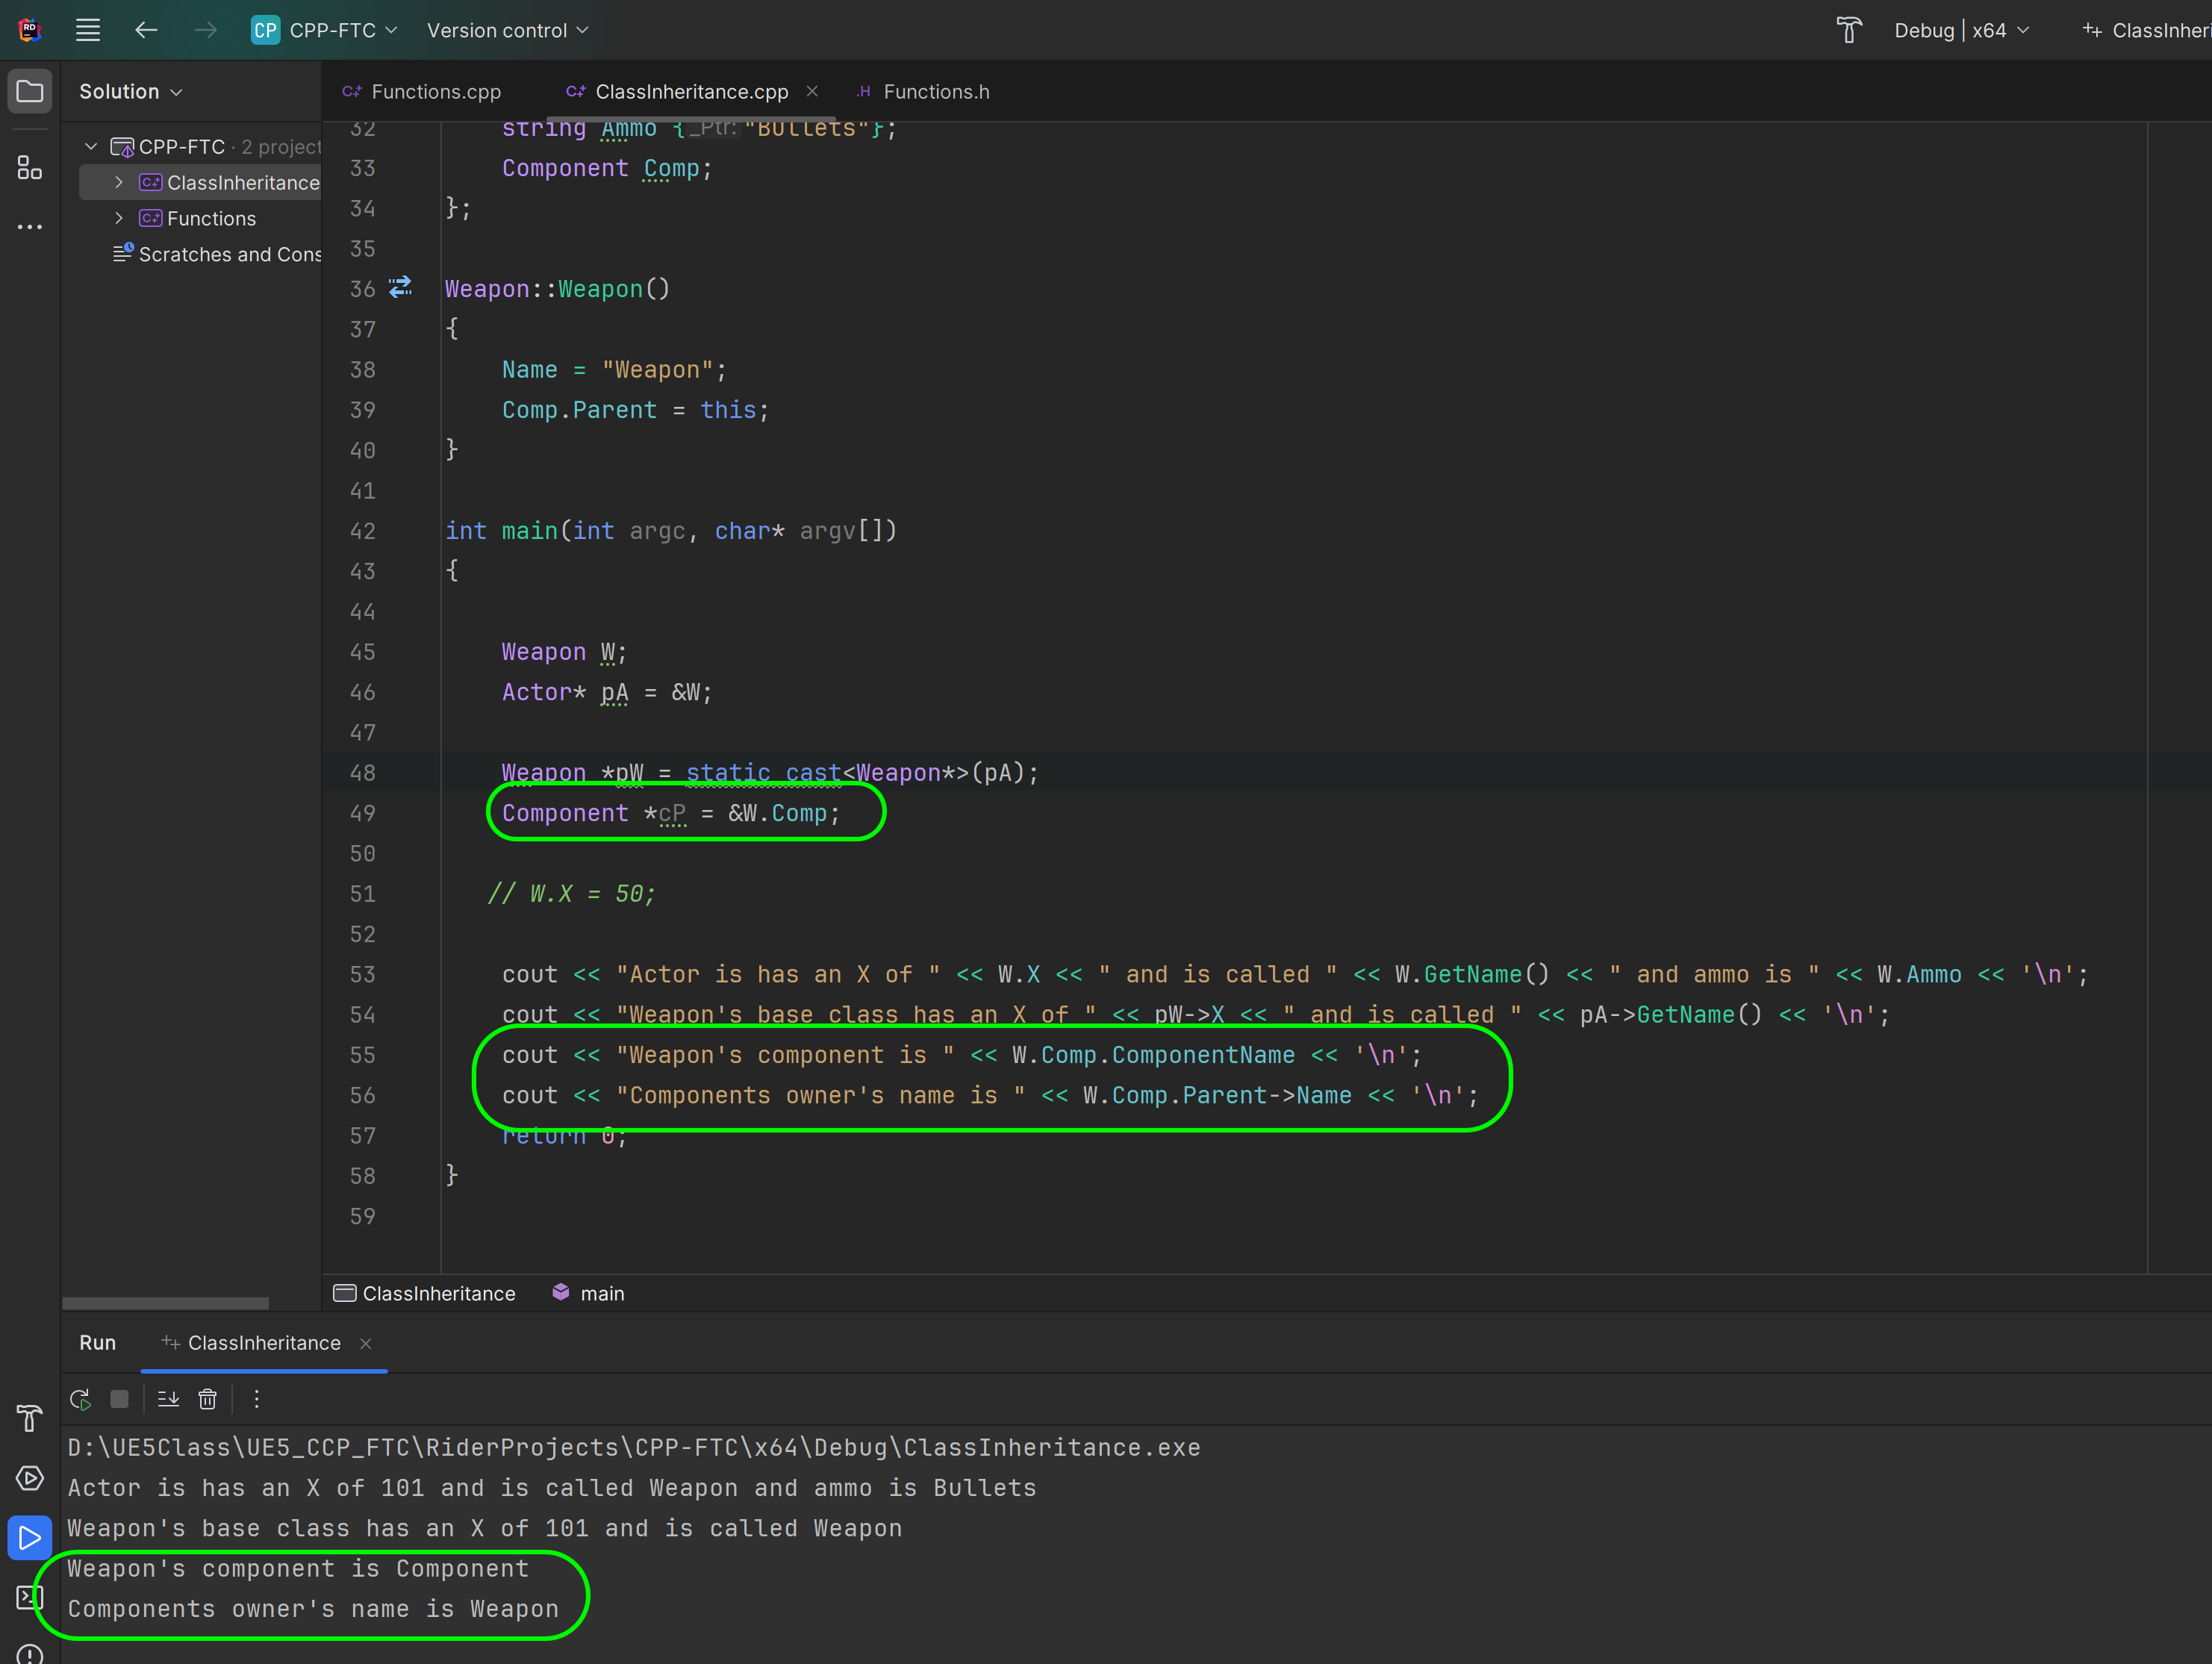 CP CPP-FTC Version control Debug | x64 ClassInheri
Solution
Functions.cpp ClassInheritance.cpp Functions.h
CPP-FTC · 2 project
ClassInheritance
Functions
Scratches and Cons
32 string Ammo {_Ptr: "Bullets"};
33 Component Comp;
34 };
35
36 Weapon::Weapon()
37 {
38 Name = "Weapon";
39 Comp.Parent = this;
40 }
41
42 int main(int argc, char* argv[])
43 {
44
45 Weapon W;
46 Actor* pA = &W;
47
48 Weapon *pW = static_cast<Weapon*>(pA);
49 Component *cP = &W.Comp;
50
51 // W.X = 50;
52
53 cout << "Actor is has an X of " << W.X << " and is called " << W.GetName() << " and ammo is " << W.Ammo << '\n';
54 cout << "Weapon's base class has an X of " << pW->X << " and is called " << pA->GetName() << '\n';
55 cout << "Weapon's component is " << W.Comp.ComponentName << '\n';
56 cout << "Components owner's name is " << W.Comp.Parent->Name << '\n';
57 return 0;
58 }
59
ClassInheritance main
Run ClassInheritance
D:\UE5Class\UE5_CCP_FTC\RiderProjects\CPP-FTC\x64\Debug\ClassInheritance.exe
Actor is has an X of 101 and is called Weapon and ammo is Bullets
Weapon's base class has an X of 101 and is called Weapon
Weapon's component is Component
Components owner's name is Weapon